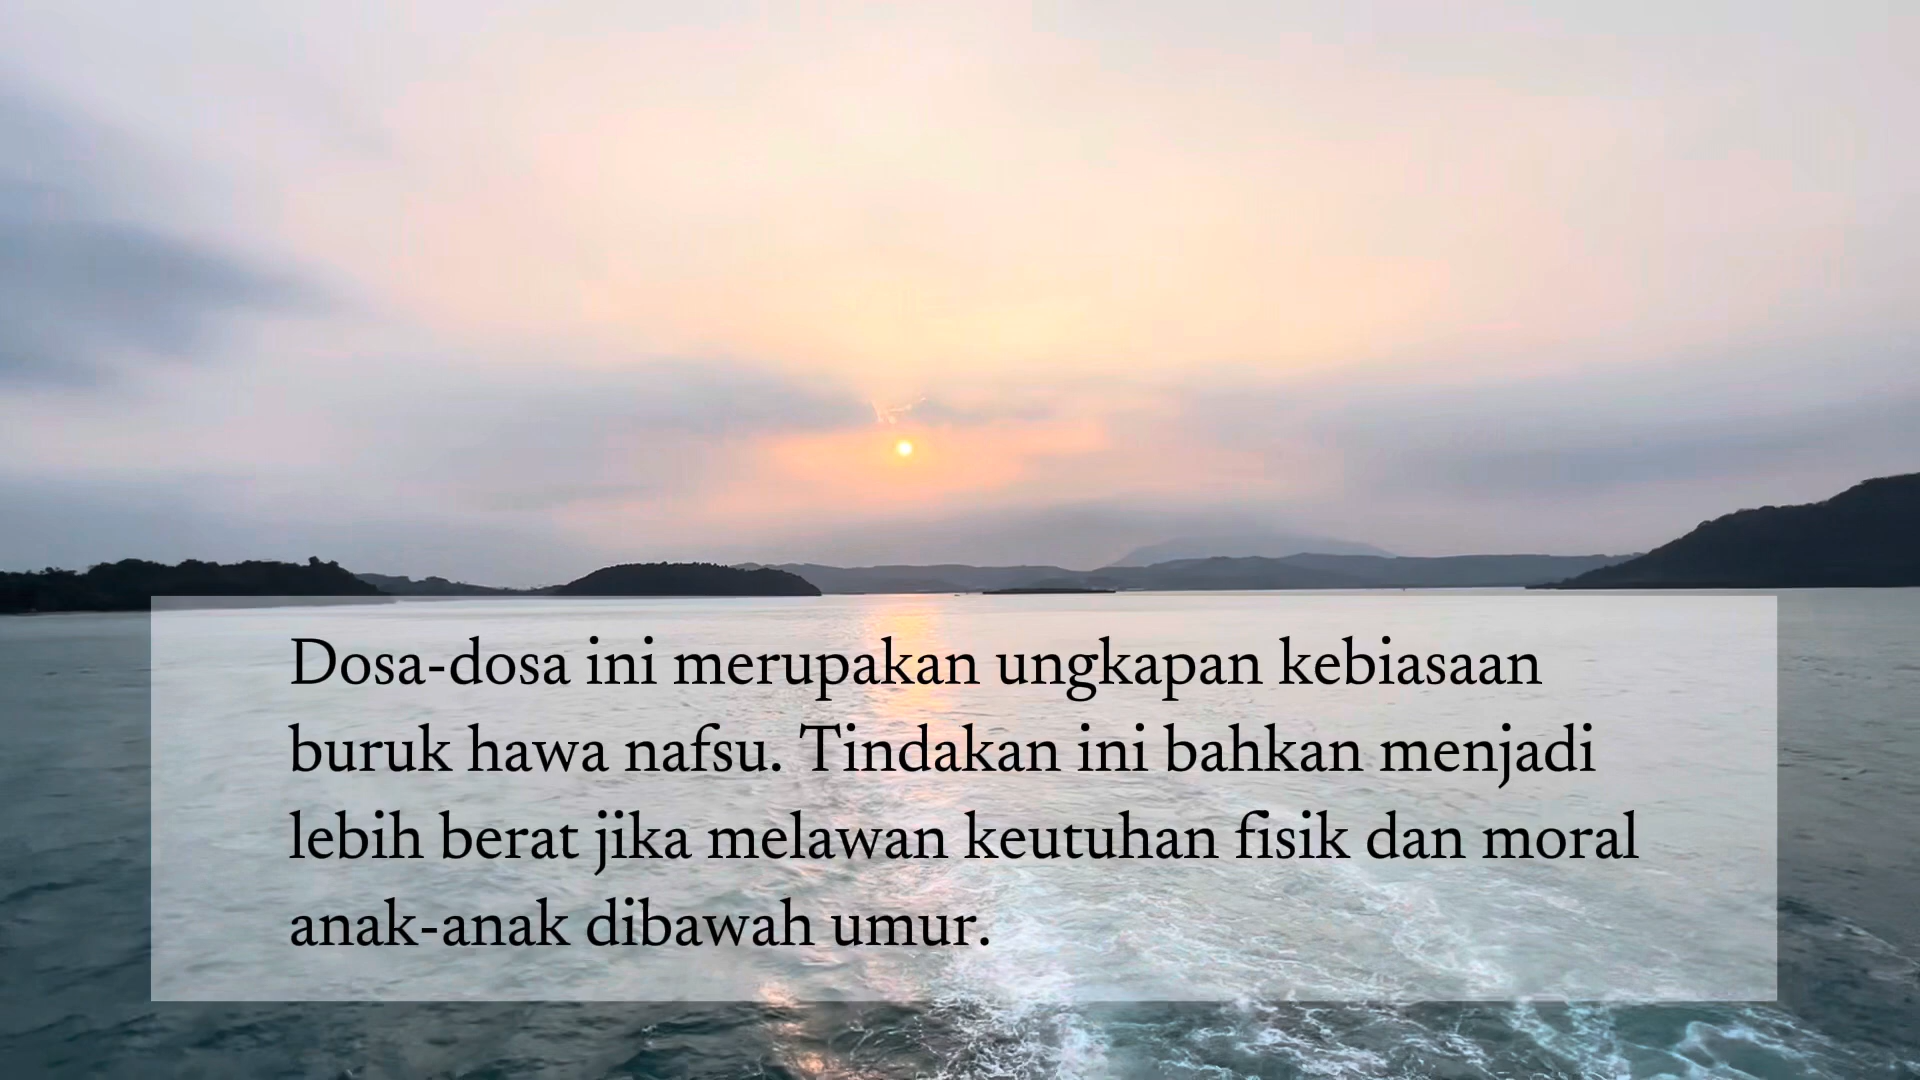 Dosa-dosa ini merupakan ungkapan kebiasaan
buruk hawa nafsu. Tindakan ini bahkan menjadi
lebih berat jika melawan keutuhan fisik dan moral
anak-anak dibawah umur.